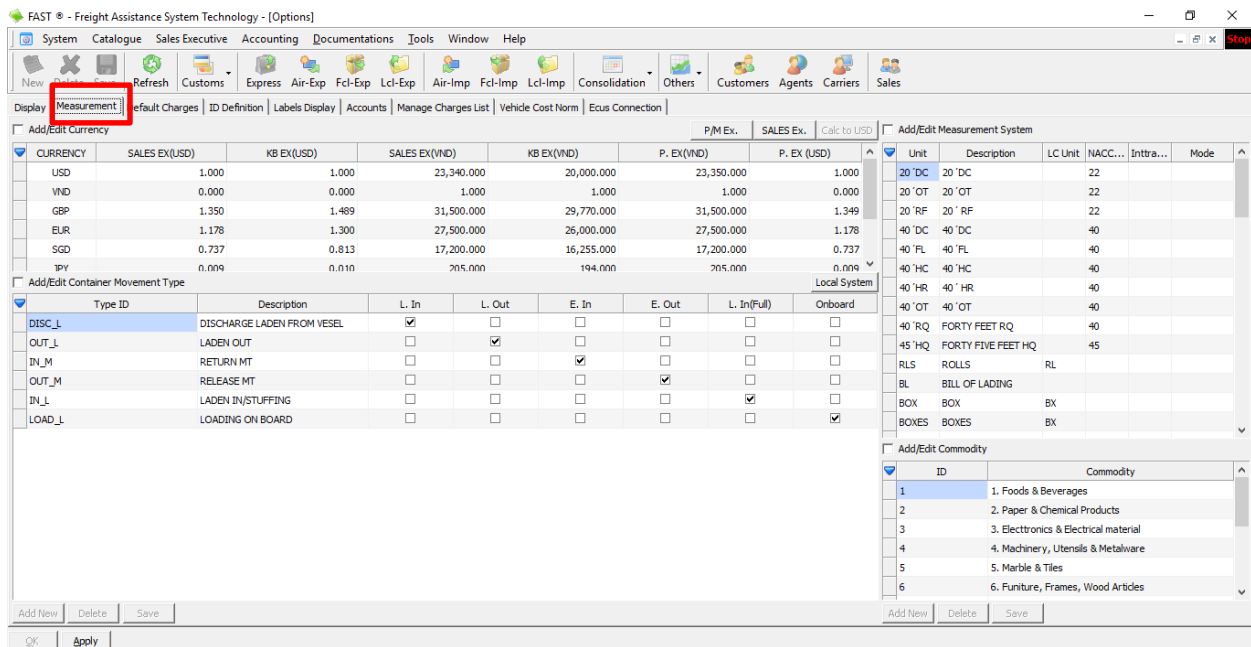 FAST ® - Freight Assistance System Technology - [Options]
System Catalogue Sales Executive Accounting Documentations Tools Window Help
Stop
New Delete Save Refresh Customs Express Air-Exp Fcl-Exp Lcl-Exp Air-Imp Fcl-Imp Lcl-Imp Consolidation Others Customers Agents Carriers Sales
Display Measurement Default Charges ID Definition Labels Display Accounts Manage Charges List Vehicle Cost Norm Ecus Connection
Add/Edit Currency P/M Ex. SALES Ex. Calc to USD
CURRENCY SALES EX(USD) KB EX(USD) SALES EX(VND) KB EX(VND) P. EX(VND) P. EX (USD)
USD 1.000 1.000 23,340.000 20,000.000 23,350.000 1.000
VND 0.000 0.000 1.000 1.000 1.000 0.000
GBP 1.350 1.489 31,500.000 29,770.000 31,500.000 1.349
EUR 1.178 1.300 27,500.000 26,000.000 27,500.000 1.178
SGD 0.737 0.813 17,200.000 16,255.000 17,200.000 0.737
JPY 0.009 0.010 205.000 194.000 205.000 0.009
Add/Edit Container Movement Type Local System
Type ID Description L. In L. Out E. In E. Out L. In(Full) Onboard
DISC_L DISCHARGE LADEN FROM VESEL
OUT_L LADEN OUT
IN_M RETURN MT
OUT_M RELEASE MT
IN_L LADEN IN/STUFFING
LOAD_L LOADING ON BOARD
Add New Delete Save
Add/Edit Measurement System
Unit Description LC Unit NACC... Inttra... Mode
20´DC 20´DC 22
20´OT 20´OT 22
20´RF 20´ RF 22
40´DC 40´DC 40
40´FL 40´FL 40
40´HC 40´HC 40
40´HR 40´ HR 40
40´OT 40´OT 40
40´RQ FORTY FEET RQ 40
45´HQ FORTY FIVE FEET HQ 45
RLS ROLLS RL
BL BILL OF LADING
BOX BOX BX
BOXES BOXES BX
Add/Edit Commodity
ID Commodity
1 1. Foods & Beverages
2 2. Paper & Chemical Products
3 3. Electtronics & Electrical material
4 4. Machinery, Utensils & Metalware
5 5. Marble & Tiles
6 6. Funiture, Frames, Wood Articles
Add New Delete Save
OK Apply